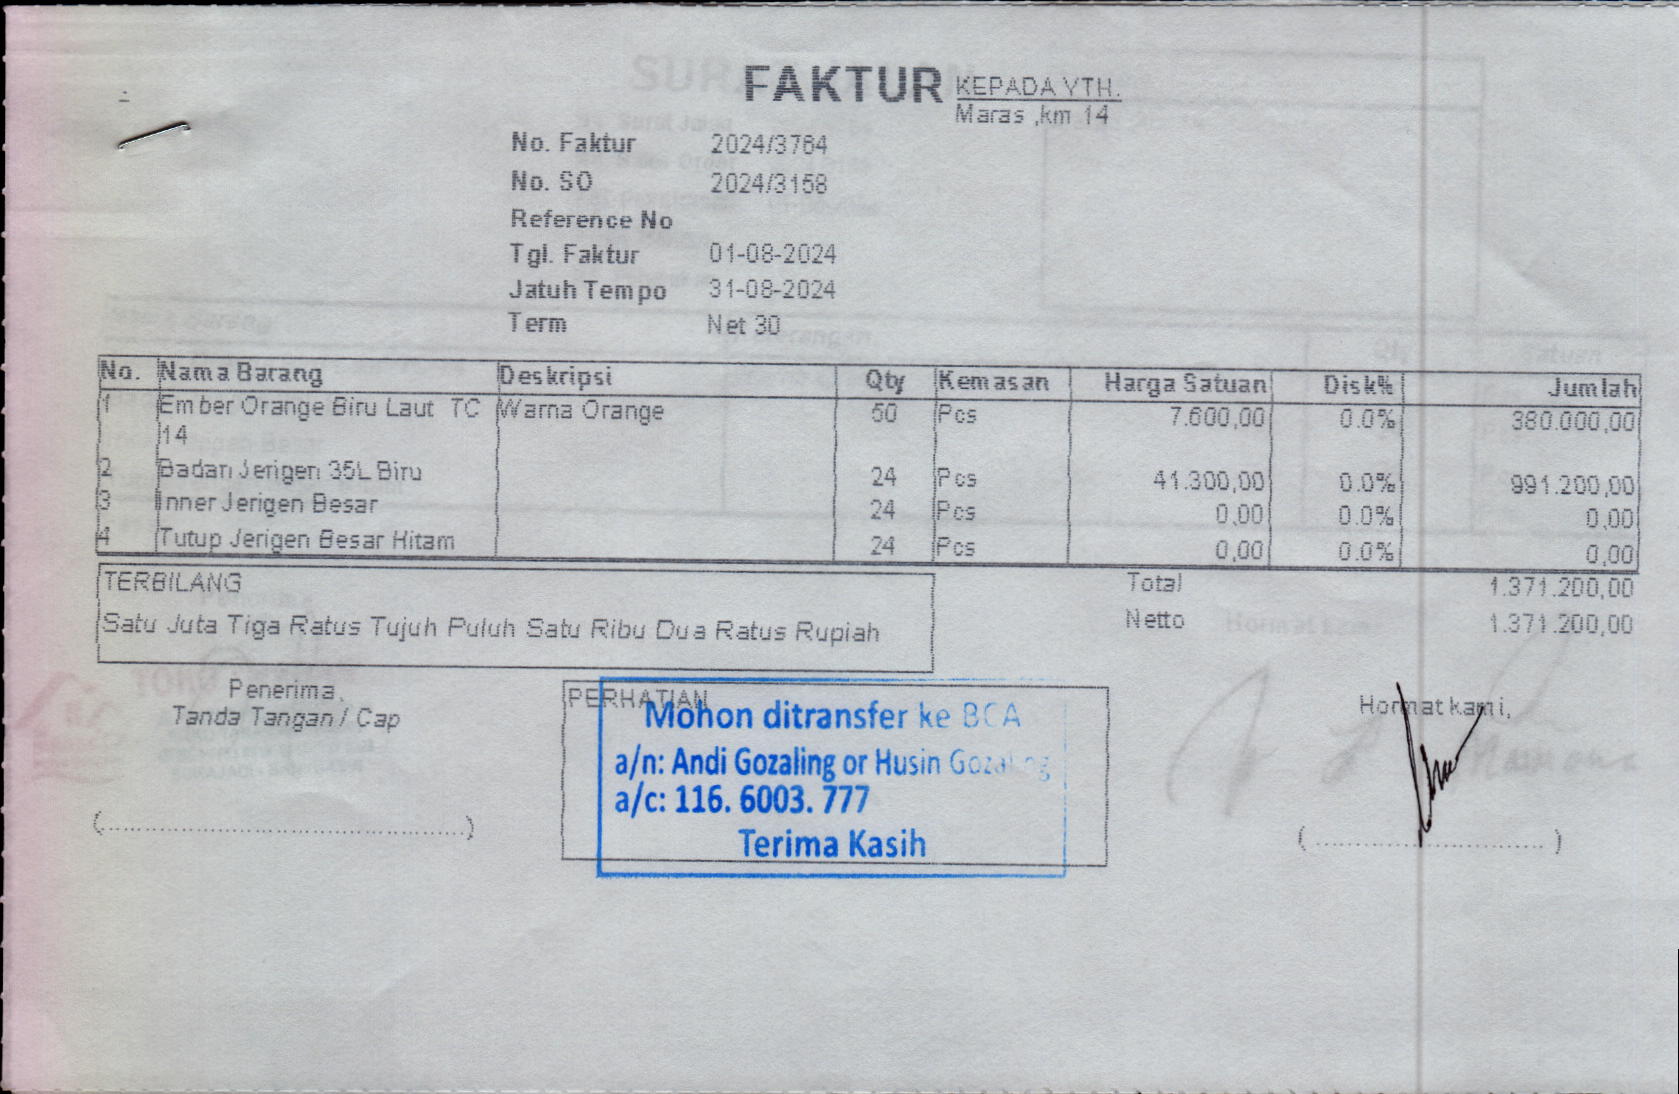 FAKTUR
KEPADA YTH.
Maras ,km 14
No. Faktur 2024/3764
No. SO 2024/3158
Reference No
Tgl. Faktur 01-08-2024
Jatuh Tempo 31-08-2024
Term Net 30
No. Nama Barang Deskripsi Qty Kemasan Harga Satuan Disk% Jumlah
1 Ember Orange Biru Laut TC Warna Orange 50 Pcs 7.600,00 0.0% 380.000,00
14
2 Badan Jerigen 35L Biru 24 Pcs 41.300,00 0.0% 991.200,00
3 Inner Jerigen Besar 24 Pcs 0,00 0.0% 0,00
4 Tutup Jerigen Besar Hitam 24 Pcs 0,00 0.0% 0,00
TERBILANG
Satu Juta Tiga Ratus Tujuh Puluh Satu Ribu Dua Ratus Rupiah
Total 1.371.200,00
Netto 1.371.200,00
Penerima,
Tanda Tangan / Cap
(...............................................)
PERHATIAN
Mohon ditransfer ke BCA
a/n: Andi Gozaling or Husin Gozaling
a/c: 116. 6003. 777
Terima Kasih
Hormat kami,
( .............................. )